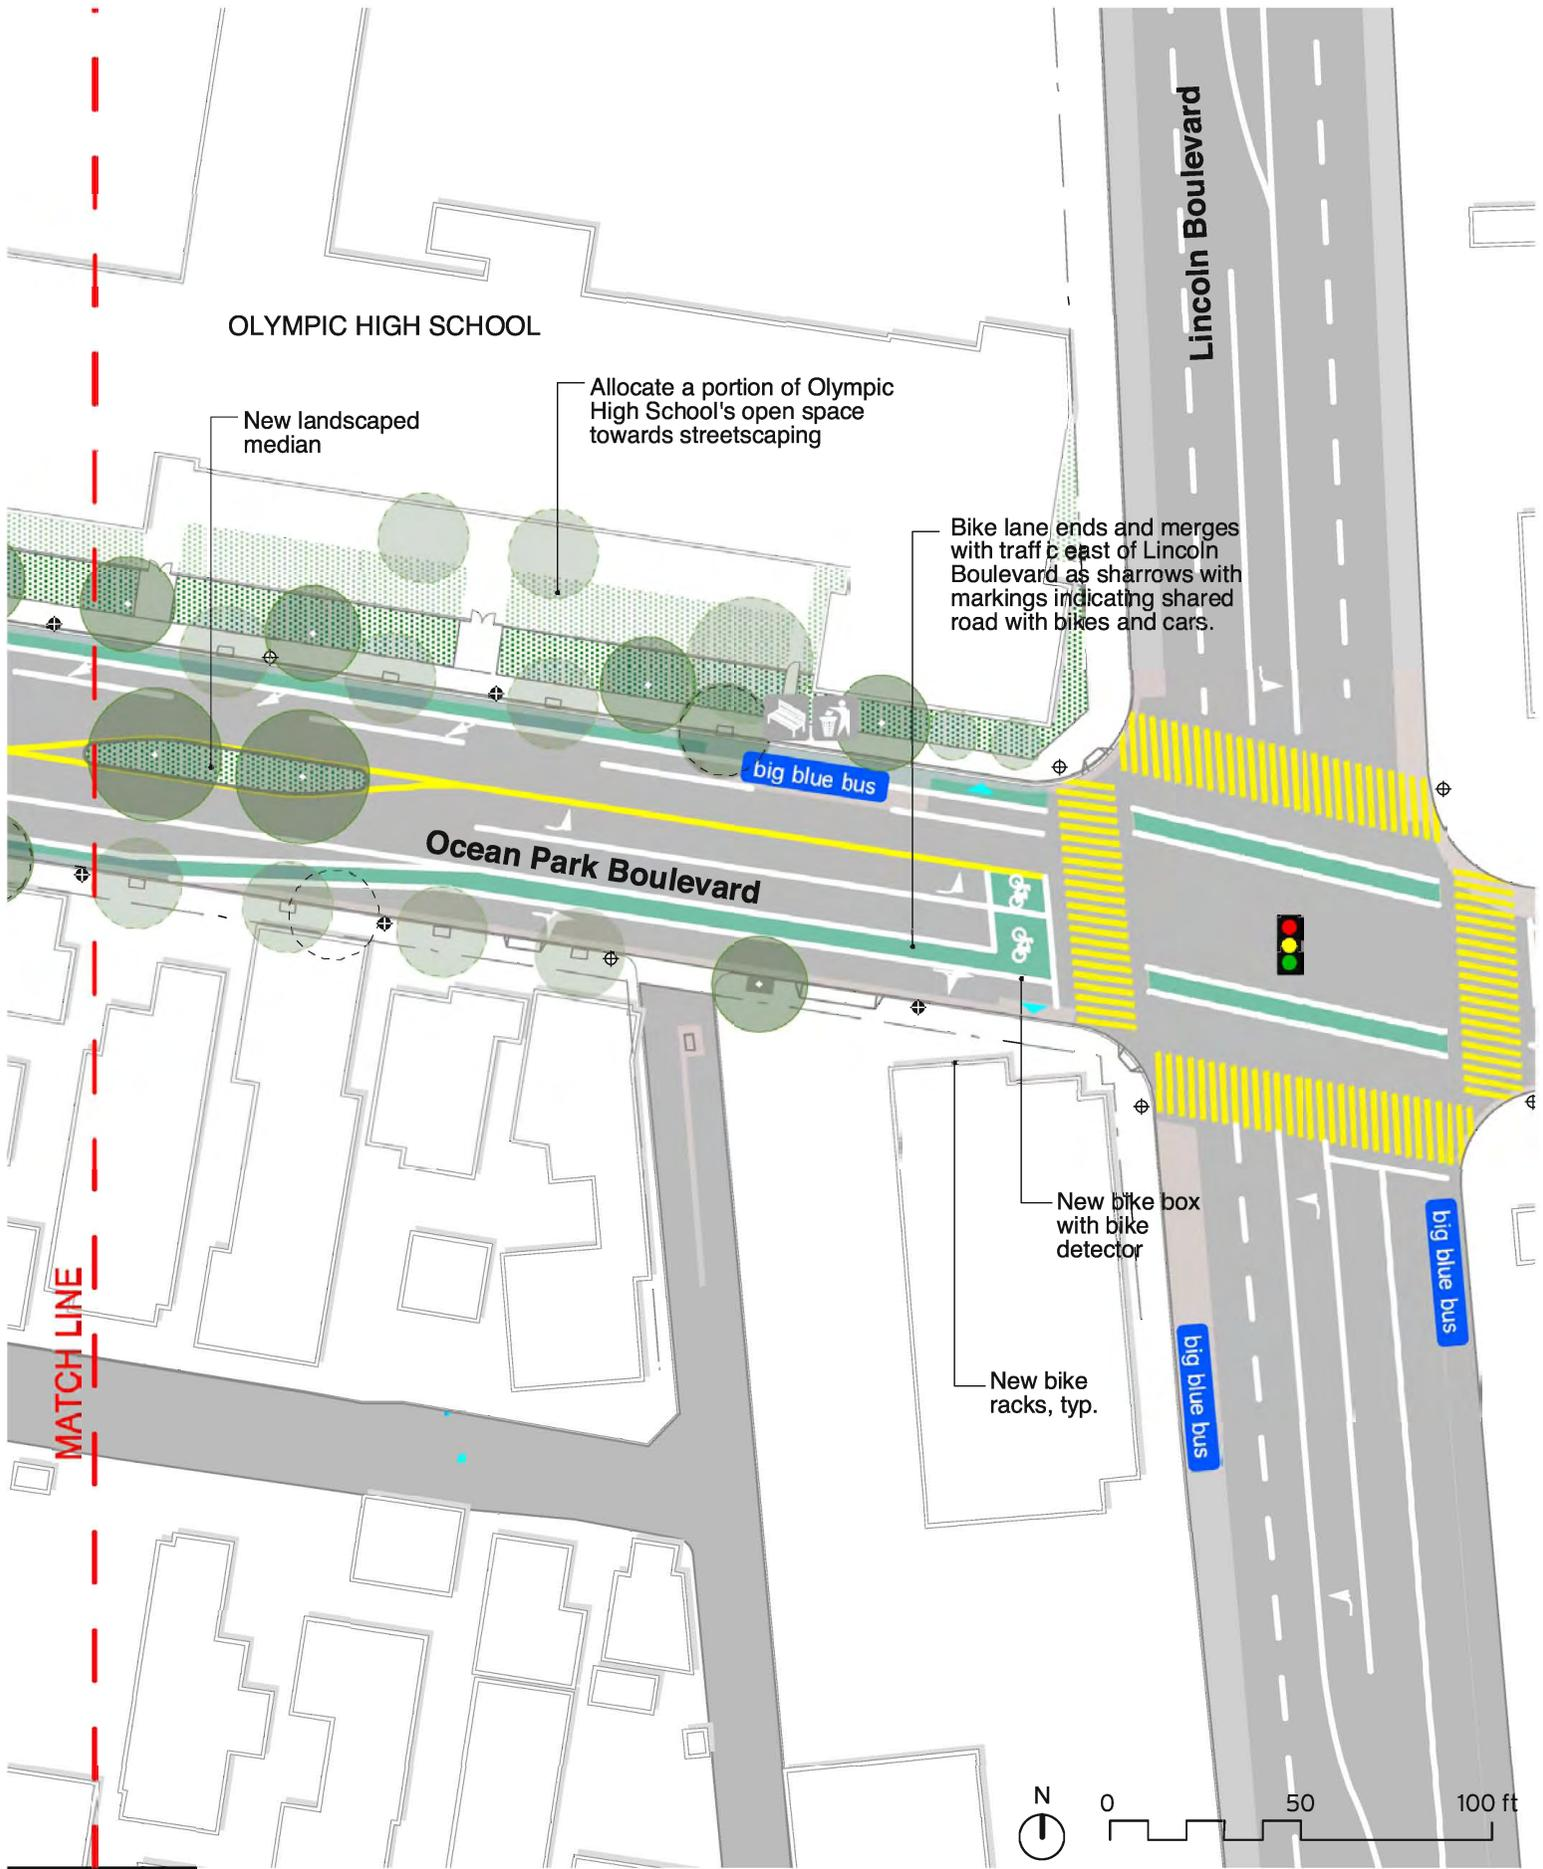 Lincoln Boulevard
OLYMPIC HIGH SCHOOL
Allocate a portion of Olympic
High School's open space
towards streetscaping
New landscaped
median
Bike lane ends and merges
with traffi c east of Lincoln
Boulevard as sharrows with
markings indicating shared
road with bikes and cars.
big blue bus
Ocean Park Boulevard
New bike box
with bike
detector
big blue bus
big blue bus
MATCH LINE
New bike
racks, typ.
N
0 50 100 ft